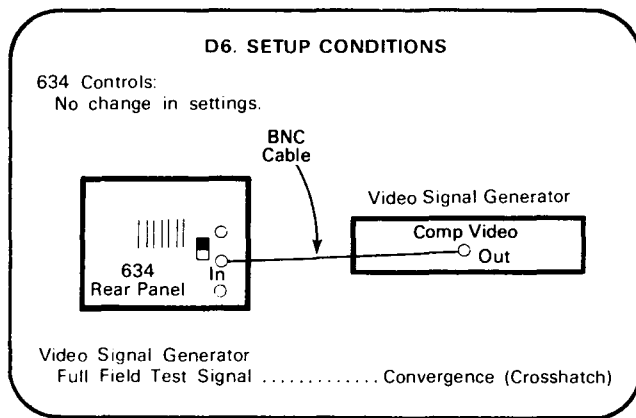 D6. SETUP CONDITIONS
634 Controls:
No change in settings.
BNC
Cable
Video Signal Generator
Comp Video
Out
In
634
Rear Panel
Video Signal Generator
Full Field Test Signal ............. Convergence (Crosshatch)